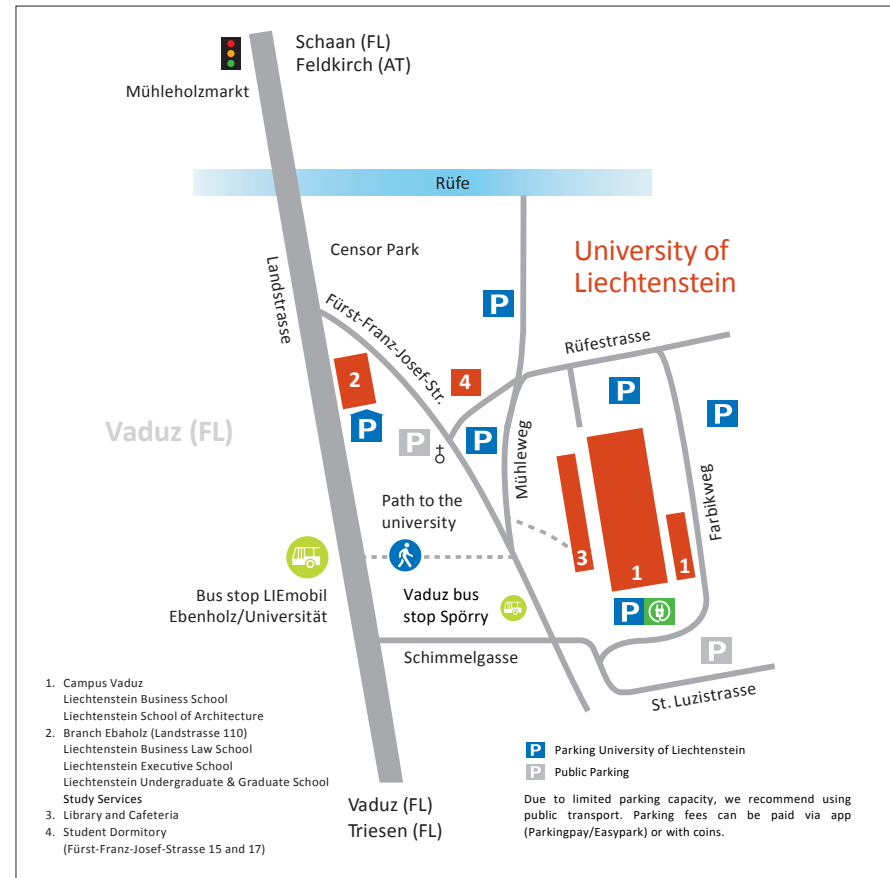 Schaan (FL)
Feldkirch (AT)
Mühleholzmarkt
Rüfe
Censor Park
University of
Liechtenstein
Landstrasse
Fürst-Franz-Josef-Str.
P
Rüfestrasse
2
4
P
P
Vaduz (FL)
P
P
P
Mühleweg
Farbikweg
Path to the
university
3
1
1
Bus stop LIEmobil
Ebenholz/Universität
Vaduz bus
stop Spörry
P
Schimmelgasse
P
St. Luzistrasse
1. Campus Vaduz
Liechtenstein Business School
Liechtenstein School of Architecture
2. Branch Ebaholz (Landstrasse 110)
Liechtenstein Business Law School
Liechtenstein Executive School
Liechtenstein Undergraduate & Graduate School
Study Services
3. Library and Cafeteria
4. Student Dormitory
(Fürst-Franz-Josef-Strasse 15 and 17)
Vaduz (FL)
Triesen (FL)
P Parking University of Liechtenstein
P Public Parking
Due to limited parking capacity, we recommend using
public transport. Parking fees can be paid via app
(Parkingpay/Easypark) or with coins.